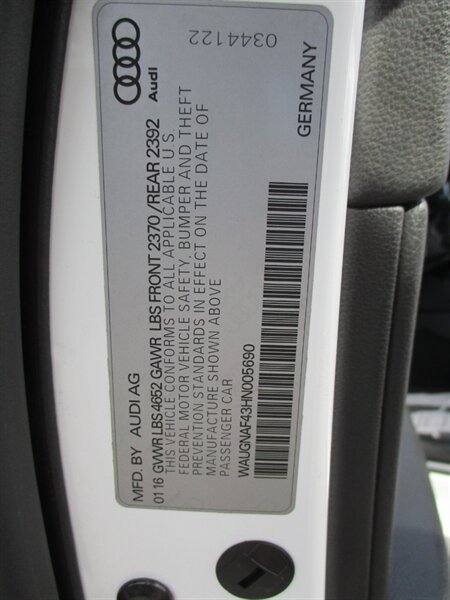 MFD. BY AUDI AG
0116 GVWR LBS 4652 GAWR LBS FRONT 2370 / REAR 2392
THIS VEHICLE CONFORMS TO ALL APPLICABLE U.S.
FEDERAL MOTOR VEHICLE SAFETY, BUMPER AND THEFT
PREVENTION STANDARDS IN EFFECT ON THE DATE OF
MANUFACTURE SHOWN ABOVE
PASSENGER CAR
WAUGNAF43HN005690
Audi
GERMANY
0344122